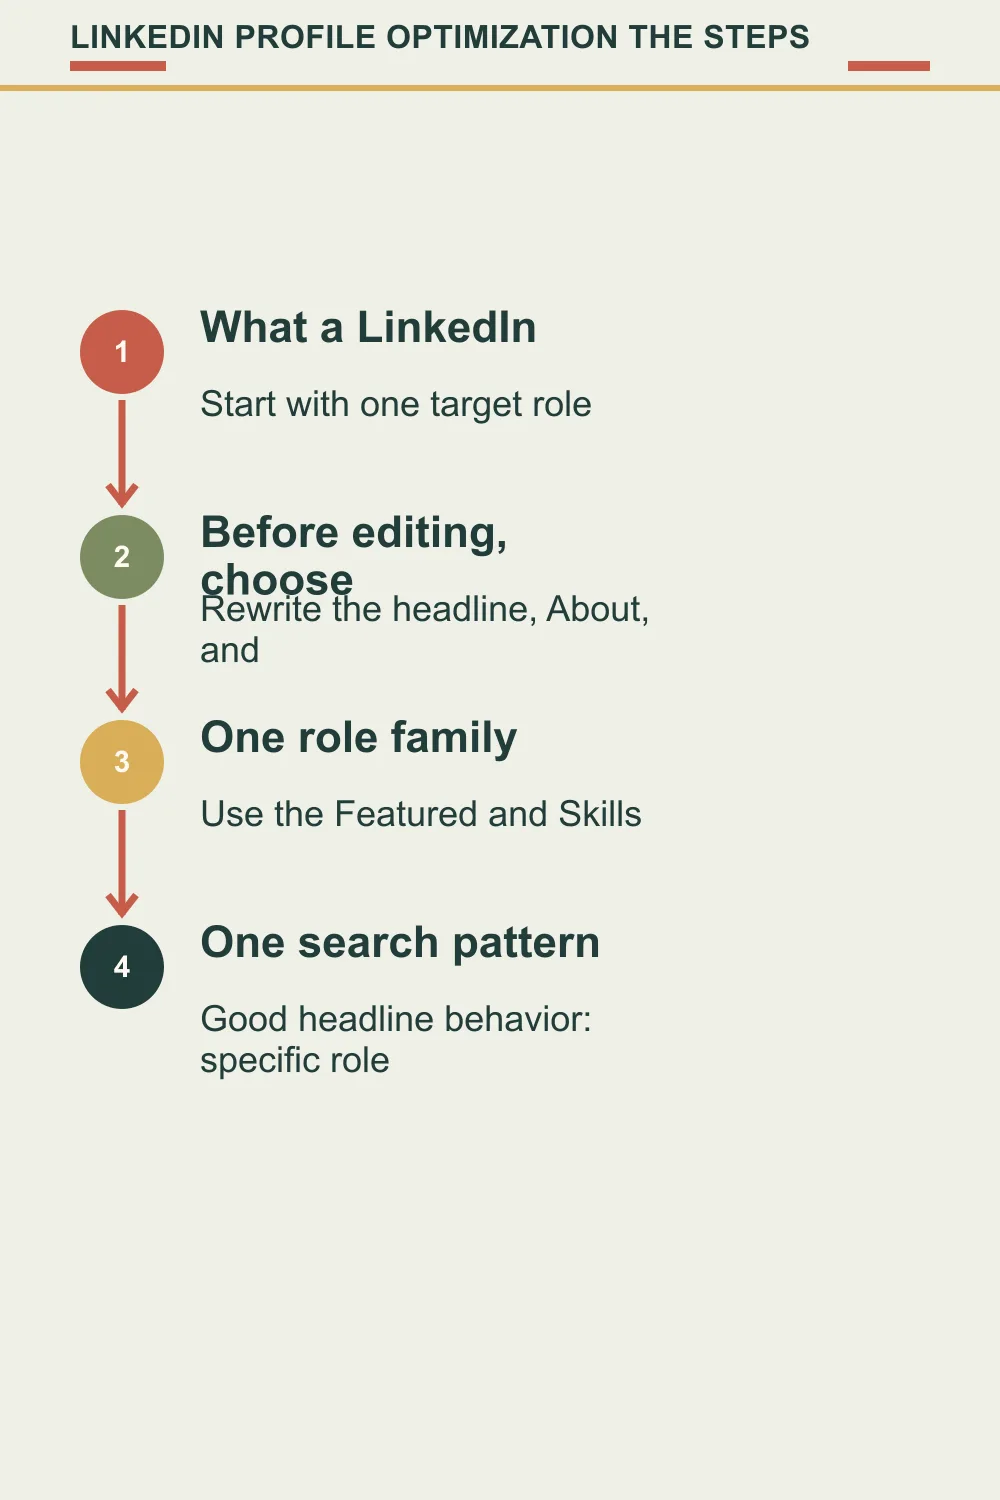 LINKEDIN PROFILE OPTIMIZATION THE STEPS
1
What a LinkedIn
Start with one target role
2
Before editing,
choose
Rewrite the headline, About,
and
3
One role family
Use the Featured and Skills
4
One search pattern
Good headline behavior:
specific role